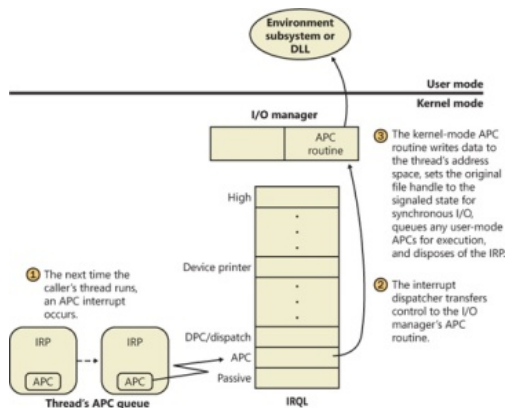 Environment
subsystem or
DLL
User mode
Kernel mode
I/O manager
APC
routine
3 The kernel-mode APC
routine writes data to
the thread's address
space, sets the original
file handle to the
signaled state for
synchronous I/O,
queues any user-mode
APCs for execution,
and disposes of the IRP.
High
Device printer
1 The next time the
caller's thread runs,
an APC interrupt
occurs.
2 The interrupt
dispatcher transfers
control to the I/O
manager's APC
routine.
IRP
IRP
DPC/dispatch
APC
APC
APC
Passive
Thread's APC queue
IRQL